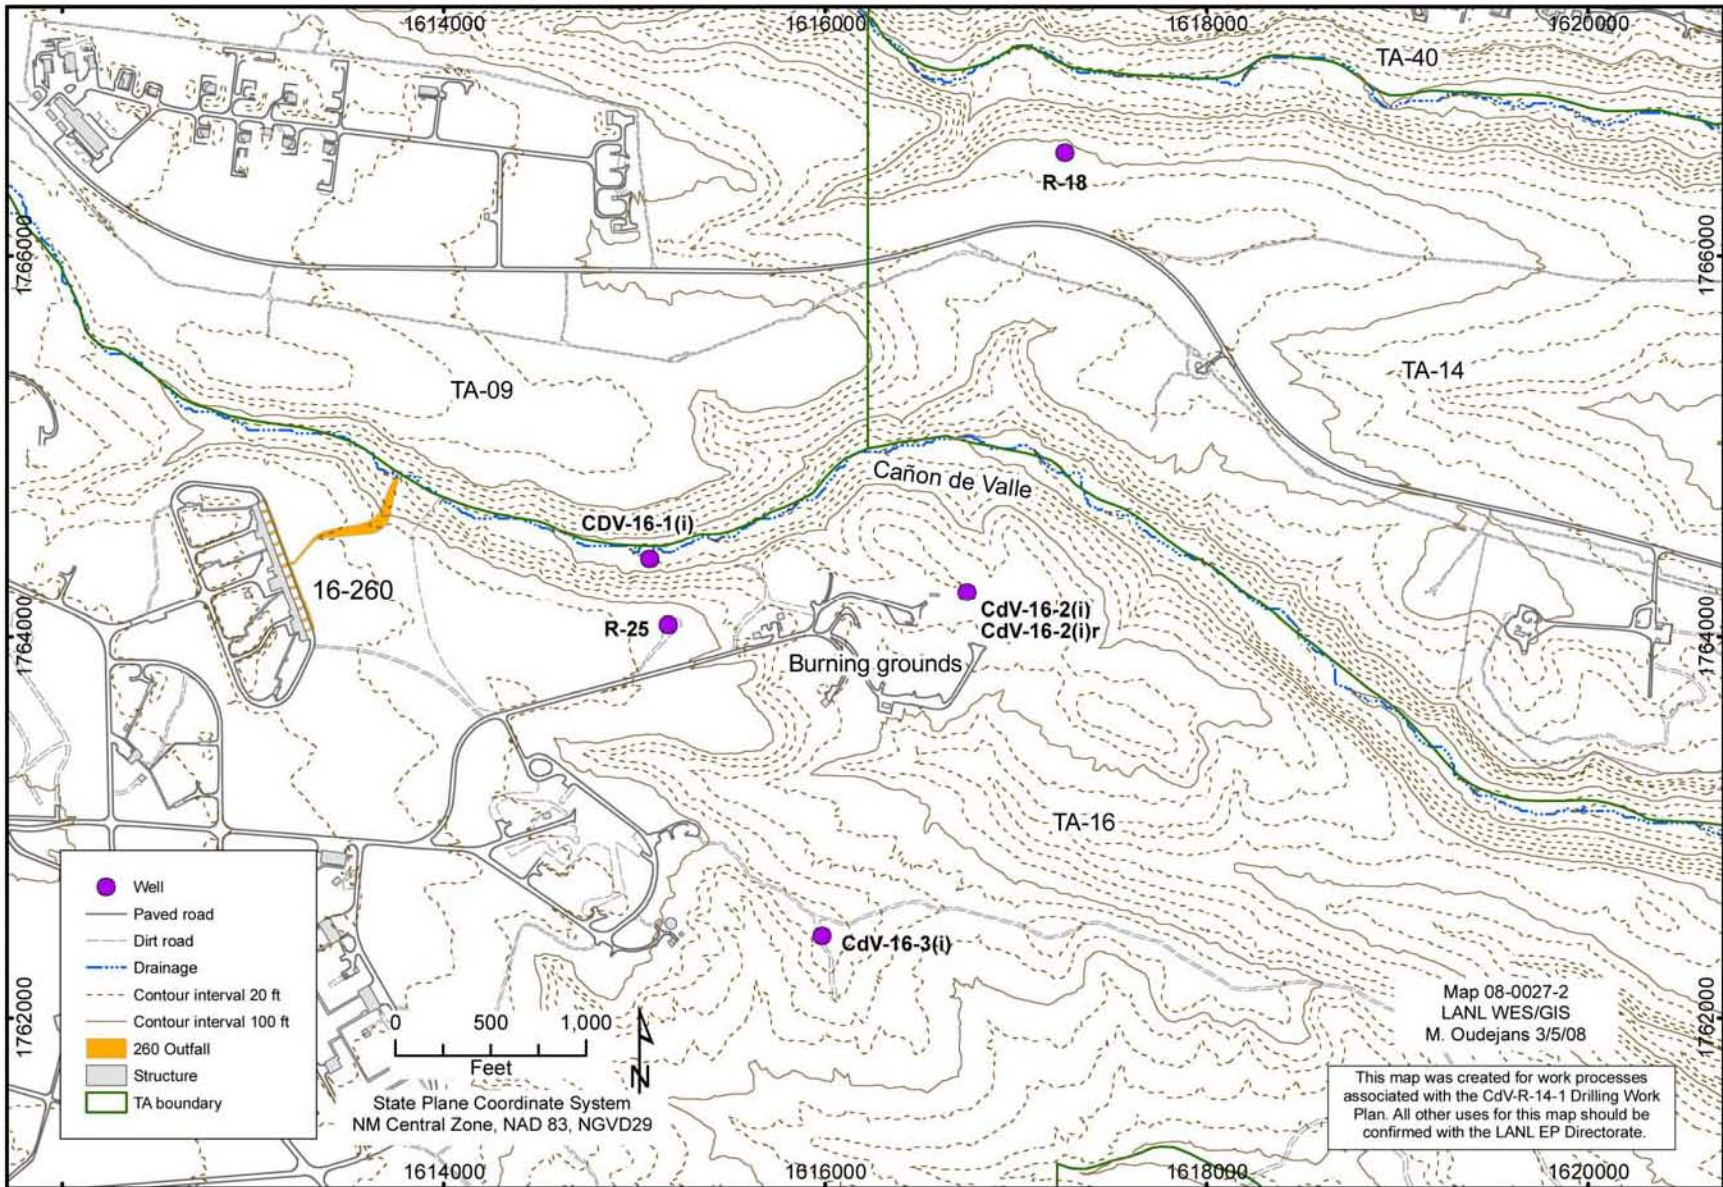 1614000
1616000
1618000
1620000
TA-40
R-18
1766000
1766000
TA-09
TA-14
Cañon de Valle
CDV-16-1(i)
16-260
R-25
CdV-16-2(i)
CdV-16-2(i)r
1764000
1764000
Burning grounds
TA-16
CdV-16-3(i)
Well
Paved road
Dirt road
Drainage
Contour interval 20 ft
Contour interval 100 ft
260 Outfall
Structure
TA boundary
1762000
1762000
0 500 1,000
Feet
N
State Plane Coordinate System
NM Central Zone, NAD 83, NGVD29
Map 08-0027-2
LANL WES/GIS
M. Oudejans 3/5/08
This map was created for work processes
associated with the CdV-R-14-1 Drilling Work
Plan. All other uses for this map should be
confirmed with the LANL EP Directorate.
1614000
1616000
1618000
1620000